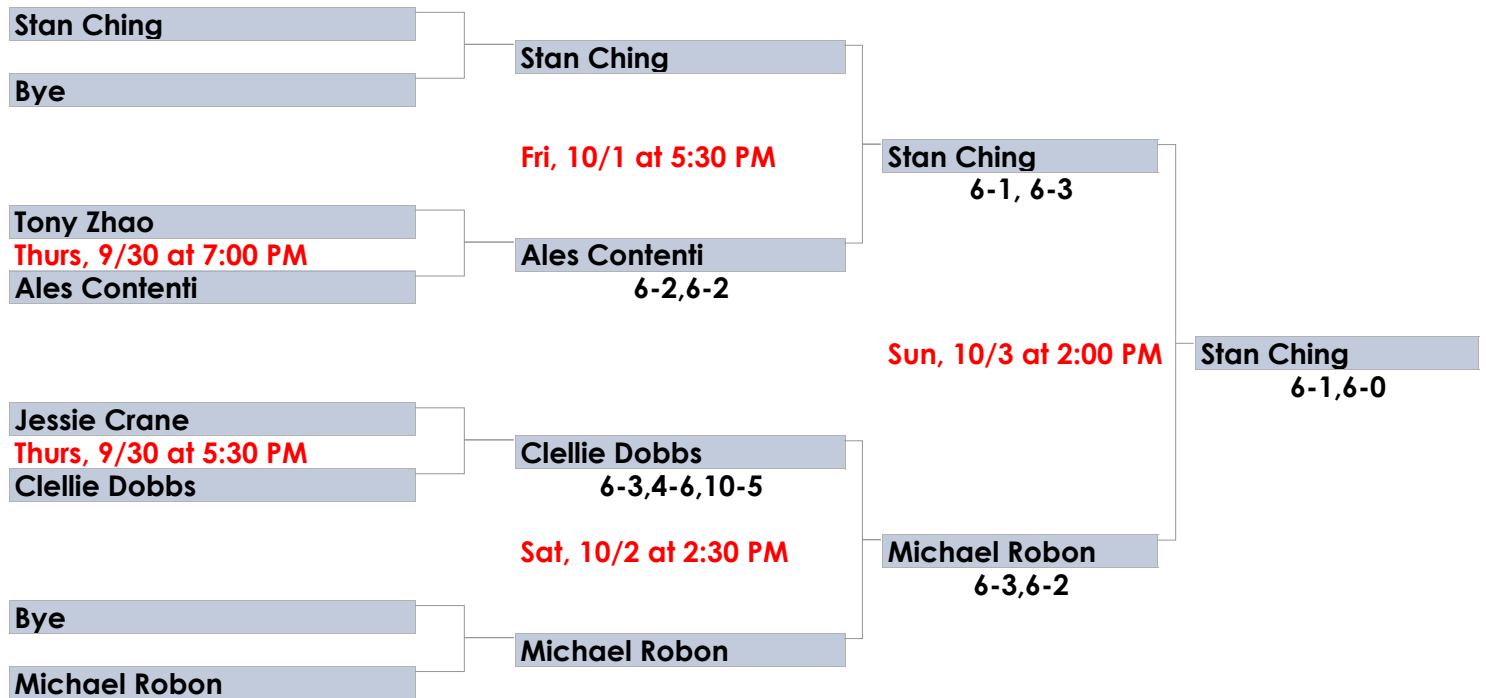 Stan Ching
Bye
Tony Zhao
Thurs, 9/30 at 7:00 PM
Ales Contenti
Jessie Crane
Thurs, 9/30 at 5:30 PM
Clellie Dobbs
Bye
Michael Robon
Stan Ching
Fri, 10/1 at 5:30 PM
Ales Contenti
6-2,6-2
Clellie Dobbs
6-3,4-6,10-5
Sat, 10/2 at 2:30 PM
Michael Robon
Stan Ching
6-1, 6-3
Sun, 10/3 at 2:00 PM
Michael Robon
6-3,6-2
Stan Ching
6-1,6-0